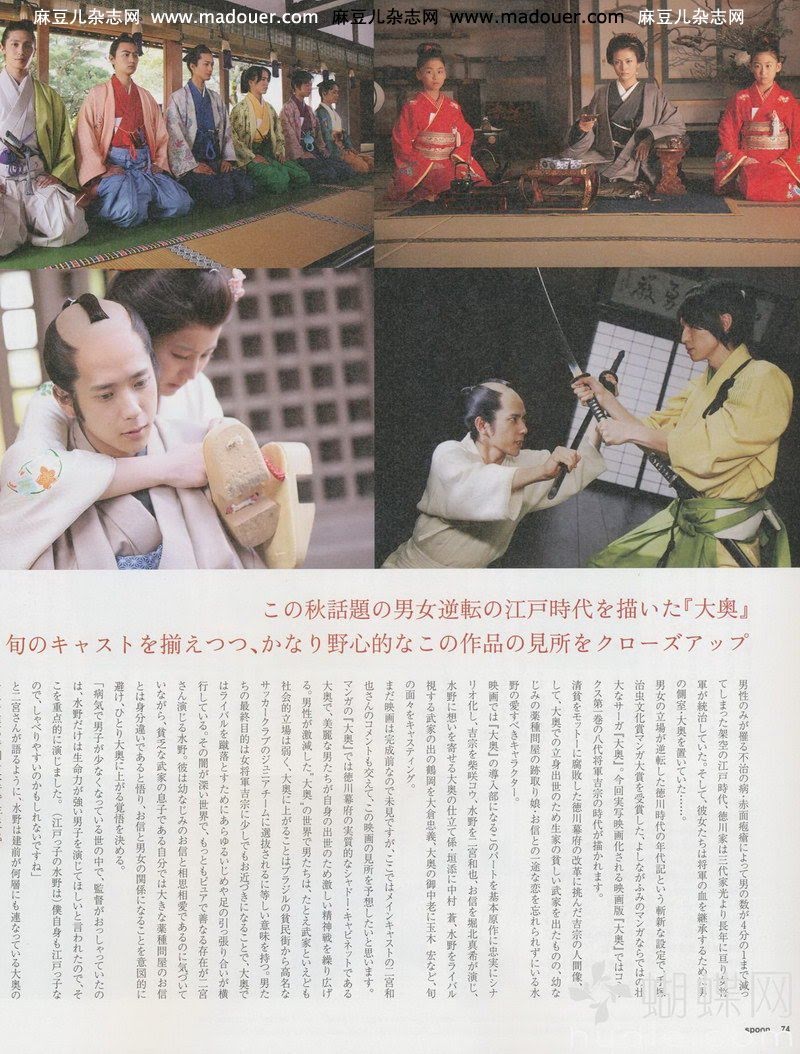 麻豆儿杂志网 www.madouer.com 麻豆儿杂志网 www.madouer.com 麻豆儿杂志网
この秋話題の男女逆転の江戸時代を描いた『大奥』
旬のキャストを揃えつつ、かなり野心的なこの作品の見所をクローズアップ
男性のみが罹る不治の病・赤面疱瘡によって男の数が4分の1まで減っ
てしまった架空の江戸時代、徳川家は三代家光より長年に亘り女将
軍が統治していた。そして、彼女たちは将軍の血を継承するため、男
の側室・大奥を置いていた……。
男女の立場が逆転した徳川時代の年代記という斬新な設定で、手塚
治虫文化賞マンガ大賞を受賞した、よしながふみのマンガならではの壮
大なサーガ『大奥』。今回実写映画化される映画版『大奥』ではコミッ
クス第一巻の八代将軍吉宗の時代が描かれます。
清貧をモットーに腐敗した徳川幕府の改革に挑んだ吉宗の人間像、
そして、大奥での立身出世のため生家の貧しい武家を出たものの、幼な
じみの薬種問屋の跡取り娘・お信との一途な恋を忘れられずにいる水
野の愛すべきキャラクター。
映画では『大奥』の導入部になるこのパートを基本原作に忠実にシナ
リオ化し、吉宗を柴咲コウ、水野を二宮和也、お信を堀北真希が演じ、
水野に想いを寄せる大奥の仕立て係・垣添に中村 蒼、水野をライバル
視する武家の出の鶴岡を大倉忠義、大奥の御中老に玉木 宏など、旬
の面々をキャスティング。
まだ映画は完成前なので未見ですが、ここではメインキャストの二宮和
也さんのコメントも交えて、この映画の見所を予想したいと思います。
マンガの『大奥』では徳川幕府の実質的なシャドー・キャビネットである
大奥で、美麗な男たちが自身の出世のため激しい精神戦を繰り広げ
る。男性が激減した"大奥"の世界で男たちは、たとえ武家といえども
社会的立場は弱く、大奥に上がることはブラジルの貧民街から高名な
サッカークラブのジュニアチームに選抜されるに等しい意味を持つ。男た
ちの最終目的は女将軍吉宗に少しでもお近づきになることで、大奥で
はライバルを蹴落とすためにあらゆるいじめや足の引っ張り合いが横
行している。その闇が深い世界で、もっともピュアで善なる存在が二宮
さん演じる水野。彼は幼なじみのお信と相思相愛であるのに気づいて
いながら、貧乏な武家の息子である自分では大きな薬種問屋のお信
とは身分違いであると悟り、お信と男女の関係になることを意図的に
避け、ひとり大奥に上がる覚悟を決める。
「病気で男子が少なくなっている世の中で、監督がおっしゃっていたの
は、水野だけは生命力が強い男子を演じてほしいと言われたので、そ
こを重点的に演じました。(江戸っ子の水野は)僕自身も江戸っ子な
ので、しゃべりやすいのかもしれないですね」
と二宮さんが語るように、水野は建前が何層にも連なっている大奥の
蝴蝶网
spoon 74